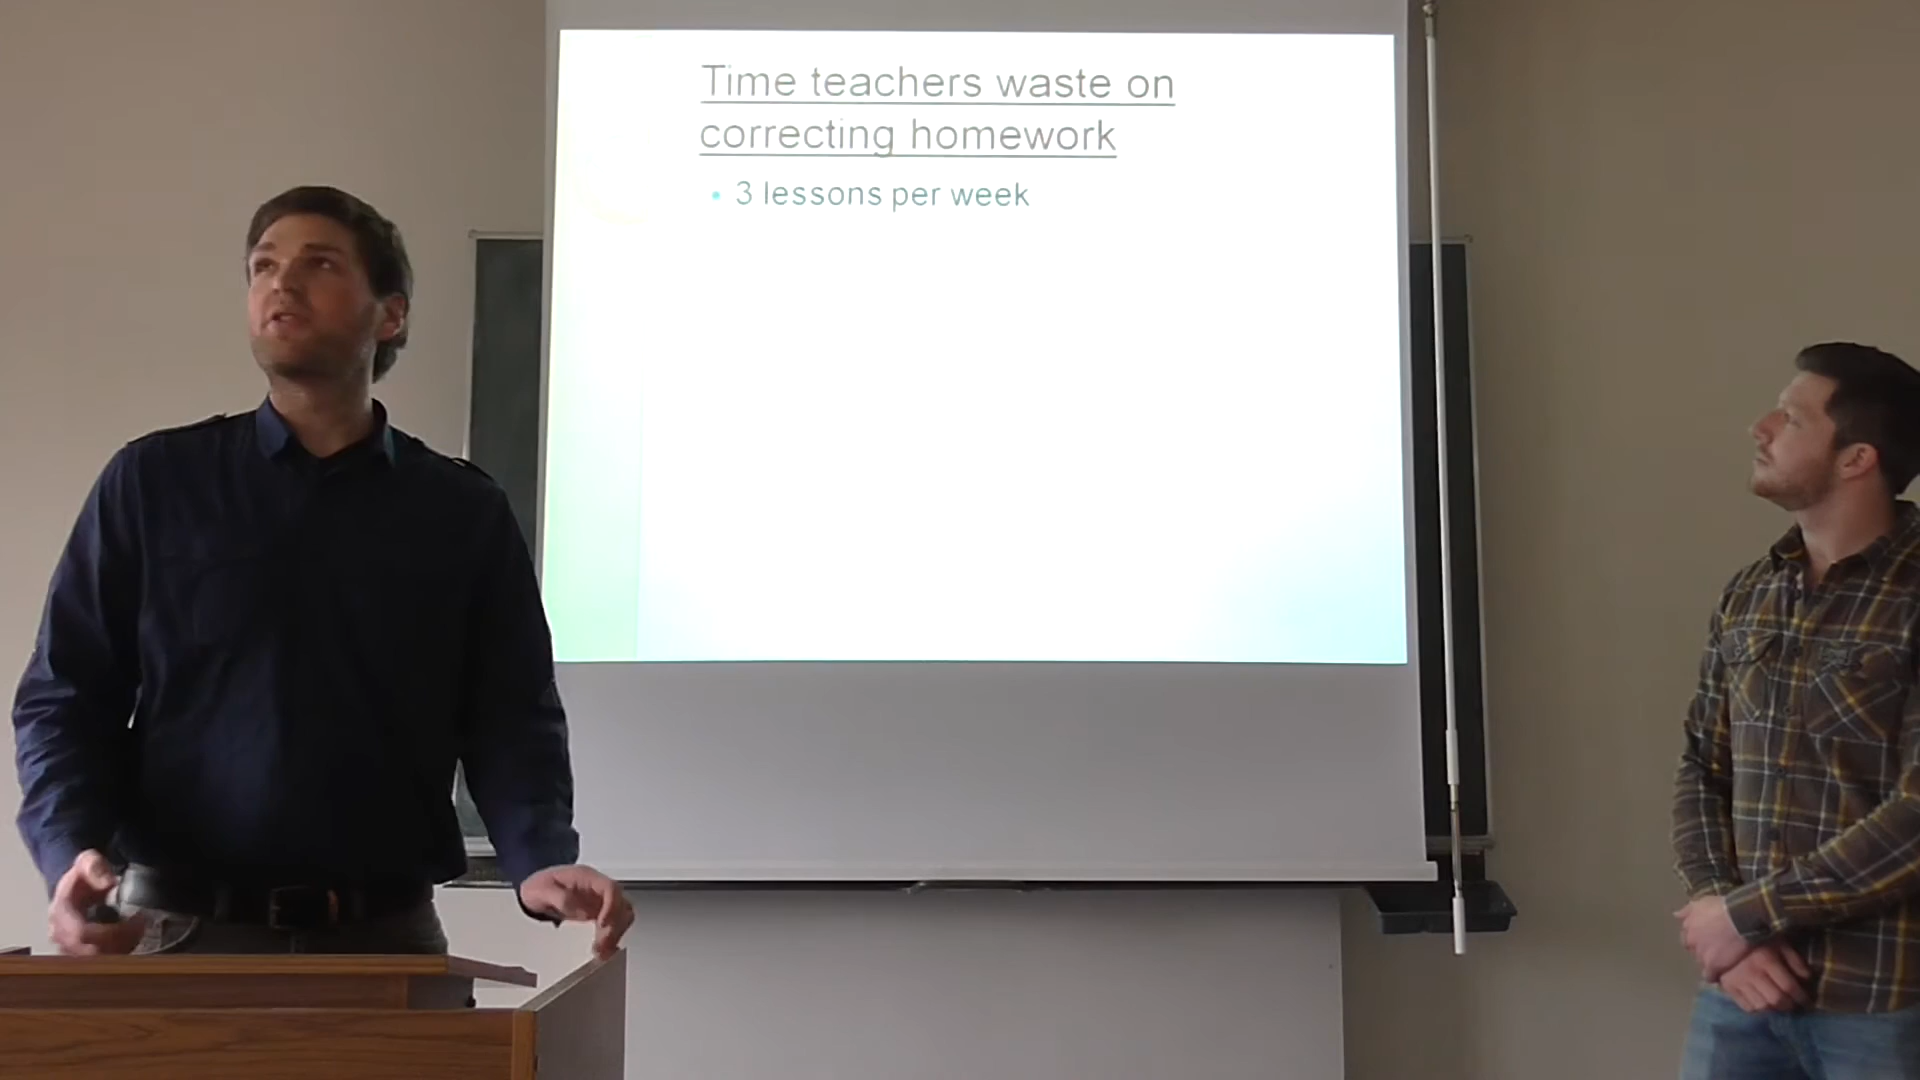 Time teachers waste on
correcting homework
• 3 lessons per week